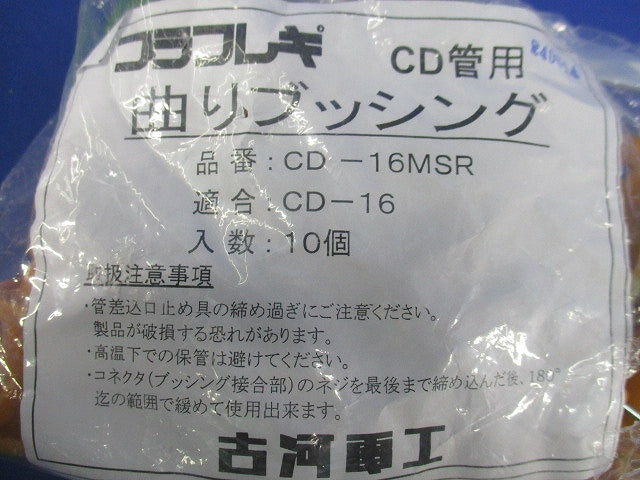 プラフレキ CD管用
曲りブッシング
品番:CD-16MSR
適合:CD-16
入数:10個
取扱注意事項
・管差込口止め具の締め過ぎにご注意ください。
製品が破損する恐れがあります。
・高温下での保管は避けてください。
・コネクタ(ブッシング接合部)のネジを最後まで締め込んだ後、180°
迄の範囲で緩めて使用出来ます。
古河電工